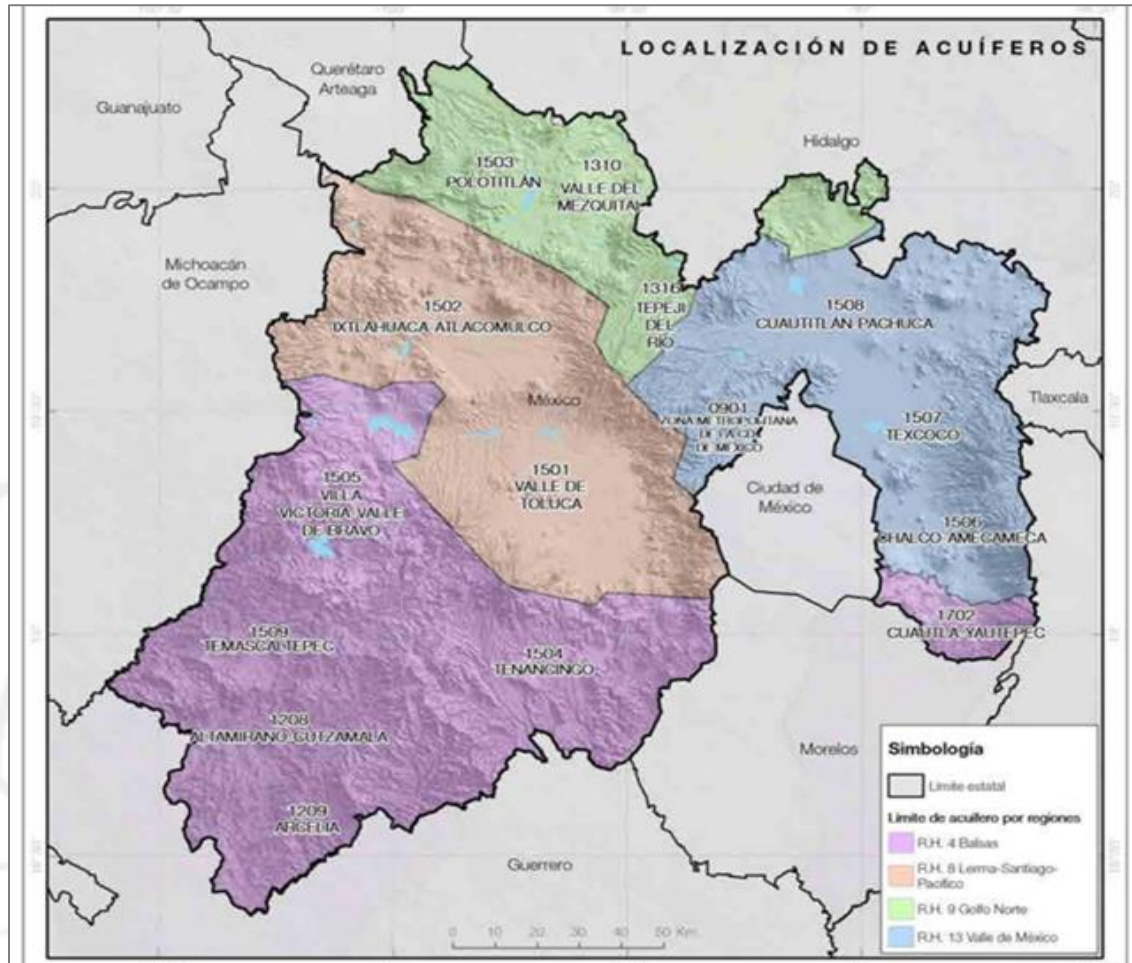 LOCALIZACIÓN DE ACUÍFEROS
Querétaro
Arteaga
Guanajuato
Hidalgo
1503
POLOTITLÁN
1310
VALLE DEL
MEZQUITAL
Michoacán
de Ocampo
1316
TEPEJI
DEL
RÍO
1502
IXTLAHUACA ATLACOMULCO
1508
CUAUTITLÁN PACHUCA
México
Tlaxcala
0901
ZONA METROPOLITANA
DE LA CD.
DE MÉXICO
1507
TEXCOCO
1501
VALLE DE
TOLUCA
1505
VILLA
VICTORIA VALLE
DE BRAVO
Ciudad de
México
1506
CHALCO AMECAMECA
1702
CUAUTLA-YAUTEPEC
1509
TEMASCALTEPEC
1504
TENANCINGO
1208
ALTAMIRANO-CUTZAMALA
Morelos
1209
ARCELIA
Guerrero
Simbología
Límite estatal
Límite de acuífero por regiones
R.H. 4 Balsas
R.H. 8 Lerma-Santiago-
Pacífico
R.H. 9 Golfo Norte
R.H. 13 Valle de México
0 10 20 30 40 50 Km